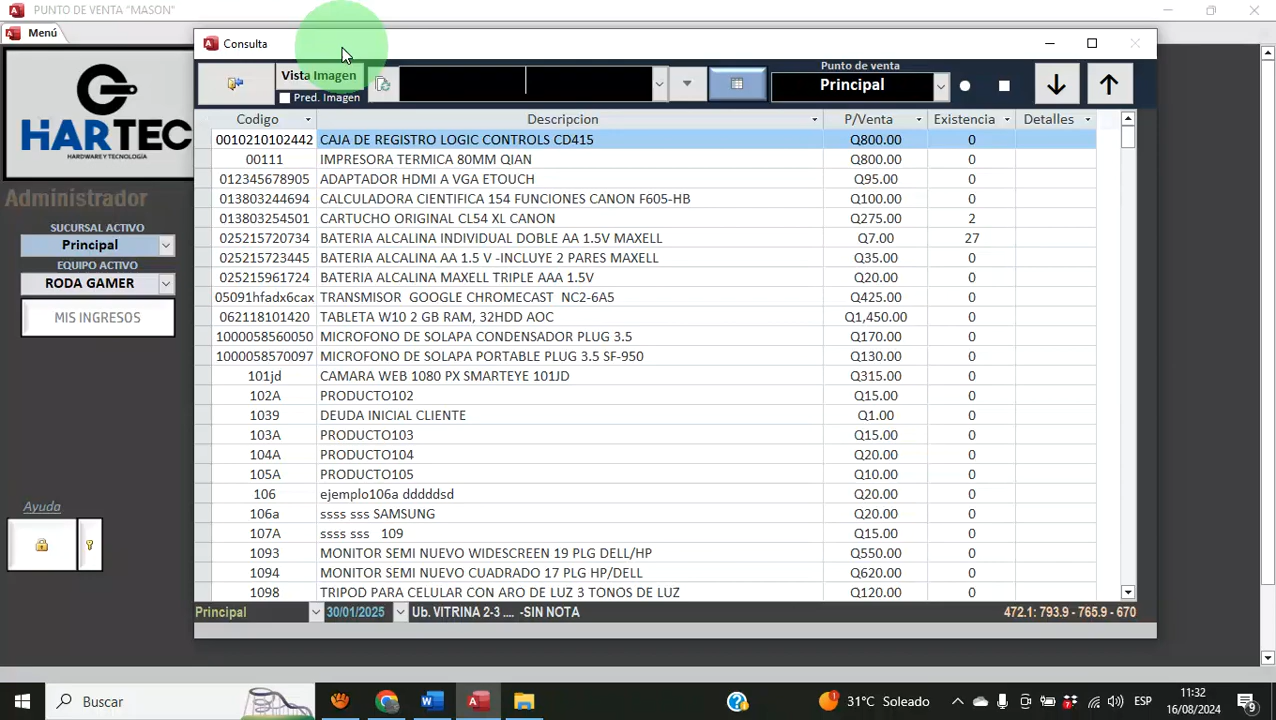 PUNTO DE VENTA "MASON"
Menú
HARTEC
HARDWARE Y TECNOLOGÍA
Administrador
SUCURSAL ACTIVO
Principal
EQUIPO ACTIVO
RODA GAMER
MIS INGRESOS
Ayuda
Consulta
Vista Imagen
Pred. Imagen
Punto de venta
Principal
Codigo Descripcion P/Venta Existencia Detalles
0010210102442 CAJA DE REGISTRO LOGIC CONTROLS CD415 Q800.00 0
00111 IMPRESORA TERMICA 80MM QIAN Q800.00 0
012345678905 ADAPTADOR HDMI A VGA ETOUCH Q95.00 0
013803244694 CALCULADORA CIENTIFICA 154 FUNCIONES CANON F605-HB Q100.00 0
013803254501 CARTUCHO ORIGINAL CL54 XL CANON Q275.00 2
025215720734 BATERIA ALCALINA INDIVIDUAL DOBLE AA 1.5V MAXELL Q7.00 27
025215723445 BATERIA ALCALINA AA 1.5 V -INCLUYE 2 PARES MAXELL Q35.00 0
025215961724 BATERIA ALCALINA MAXELL TRIPLE AAA 1.5V Q20.00 0
05091hfadx6cax TRANSMISOR GOOGLE CHROMECAST NC2-6A5 Q425.00 0
062118101420 TABLETA W10 2 GB RAM, 32HDD AOC Q1,450.00 0
1000058560050 MICROFONO DE SOLAPA CONDENSADOR PLUG 3.5 Q170.00 0
1000058570097 MICROFONO DE SOLAPA PORTABLE PLUG 3.5 SF-950 Q130.00 0
101jd CAMARA WEB 1080 PX SMARTEYE 101JD Q315.00 0
102A PRODUCTO102 Q15.00 0
1039 DEUDA INICIAL CLIENTE Q1.00 0
103A PRODUCTO103 Q15.00 0
104A PRODUCTO104 Q20.00 0
105A PRODUCTO105 Q10.00 0
106 ejemplo106a dddddsd Q20.00 0
106a ssss sss SAMSUNG Q20.00 0
107A ssss sss 109 Q15.00 0
1093 MONITOR SEMI NUEVO WIDESCREEN 19 PLG DELL/HP Q550.00 0
1094 MONITOR SEMI NUEVO CUADRADO 17 PLG HP/DELL Q620.00 0
1098 TRIPOD PARA CELULAR CON ARO DE LUZ 3 TONOS DE LUZ Q120.00 0
Principal 30/01/2025 Ub. VITRINA 2-3 .... -SIN NOTA 472.1: 793.9 - 765.9 - 670
Buscar
31°C Soleado
ESP
11:32
16/08/2024
9